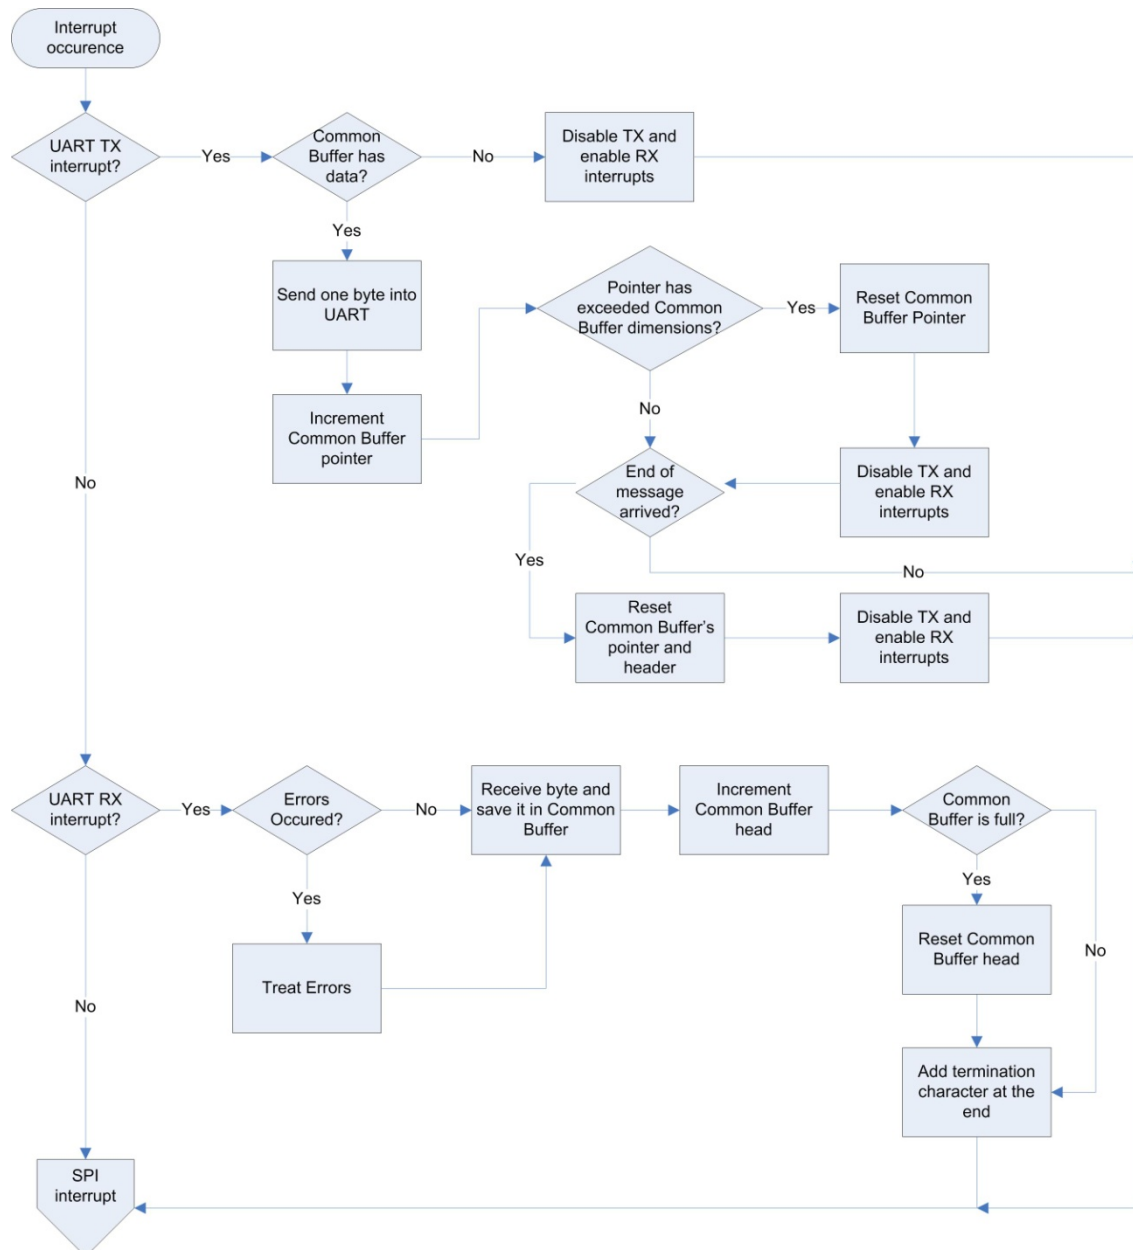 Interrupt
occurence
UART TX
interrupt?
Yes
Common
Buffer has
data?
No
Disable TX and
enable RX
interrupts
Yes
Send one byte into
UART
Pointer has
exceeded Common
Buffer dimensions?
Yes
Reset Common
Buffer Pointer
Increment
Common Buffer
pointer
No
No
End of
message
arrived?
Disable TX and
enable RX
interrupts
Yes
No
Reset
Common Buffer's
pointer and
header
Disable TX and
enable RX
interrupts
UART RX
interrupt?
Yes
Errors
Occured?
No
Receive byte and
save it in Common
Buffer
Increment
Common Buffer
head
Common
Buffer is full?
Yes
Yes
Reset Common
Buffer head
No
Treat Errors
No
Add termination
character at the
end
SPI
interrupt